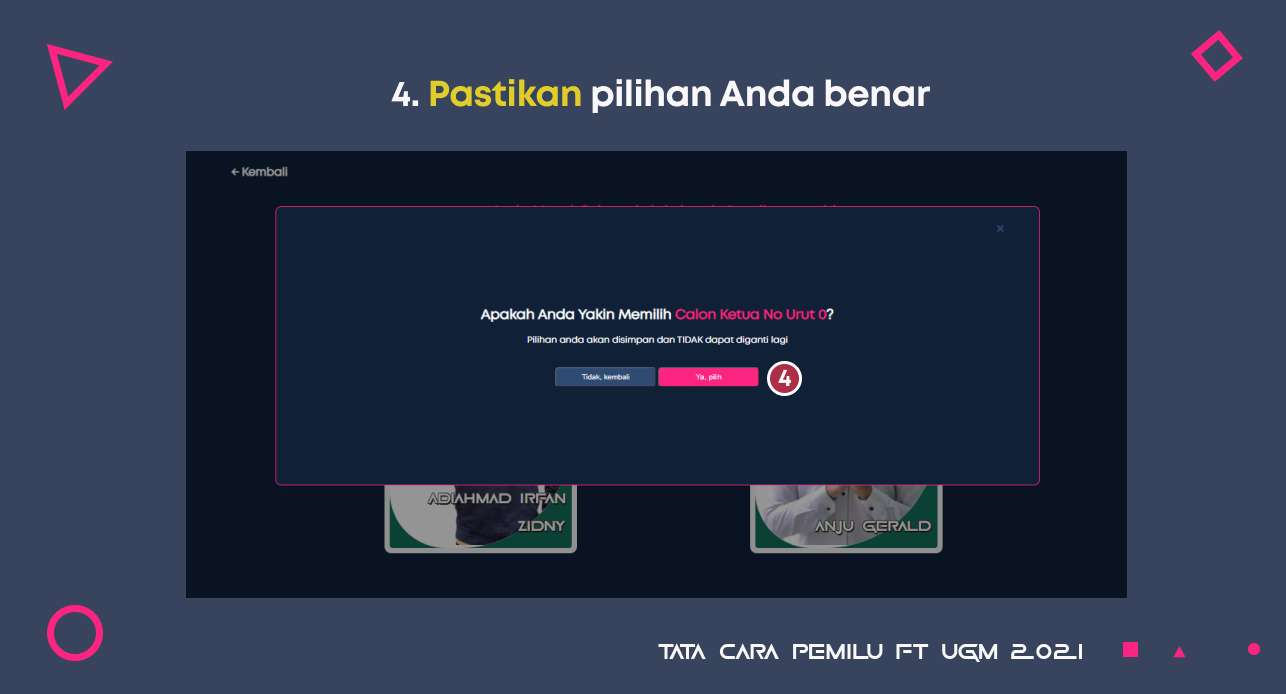 4. Pastikan pilihan Anda benar
← Kembali
×
Apakah Anda Yakin Memilih Calon Ketua No Urut 0?
Pilihan anda akan disimpan dan TIDAK dapat diganti lagi
Tidak, kembali
Ya, pilih
4
ADIAHMAD IRFAN
ZIDNY
ANJU GERALD
TATA CARA PEMILU FT UGM 2021